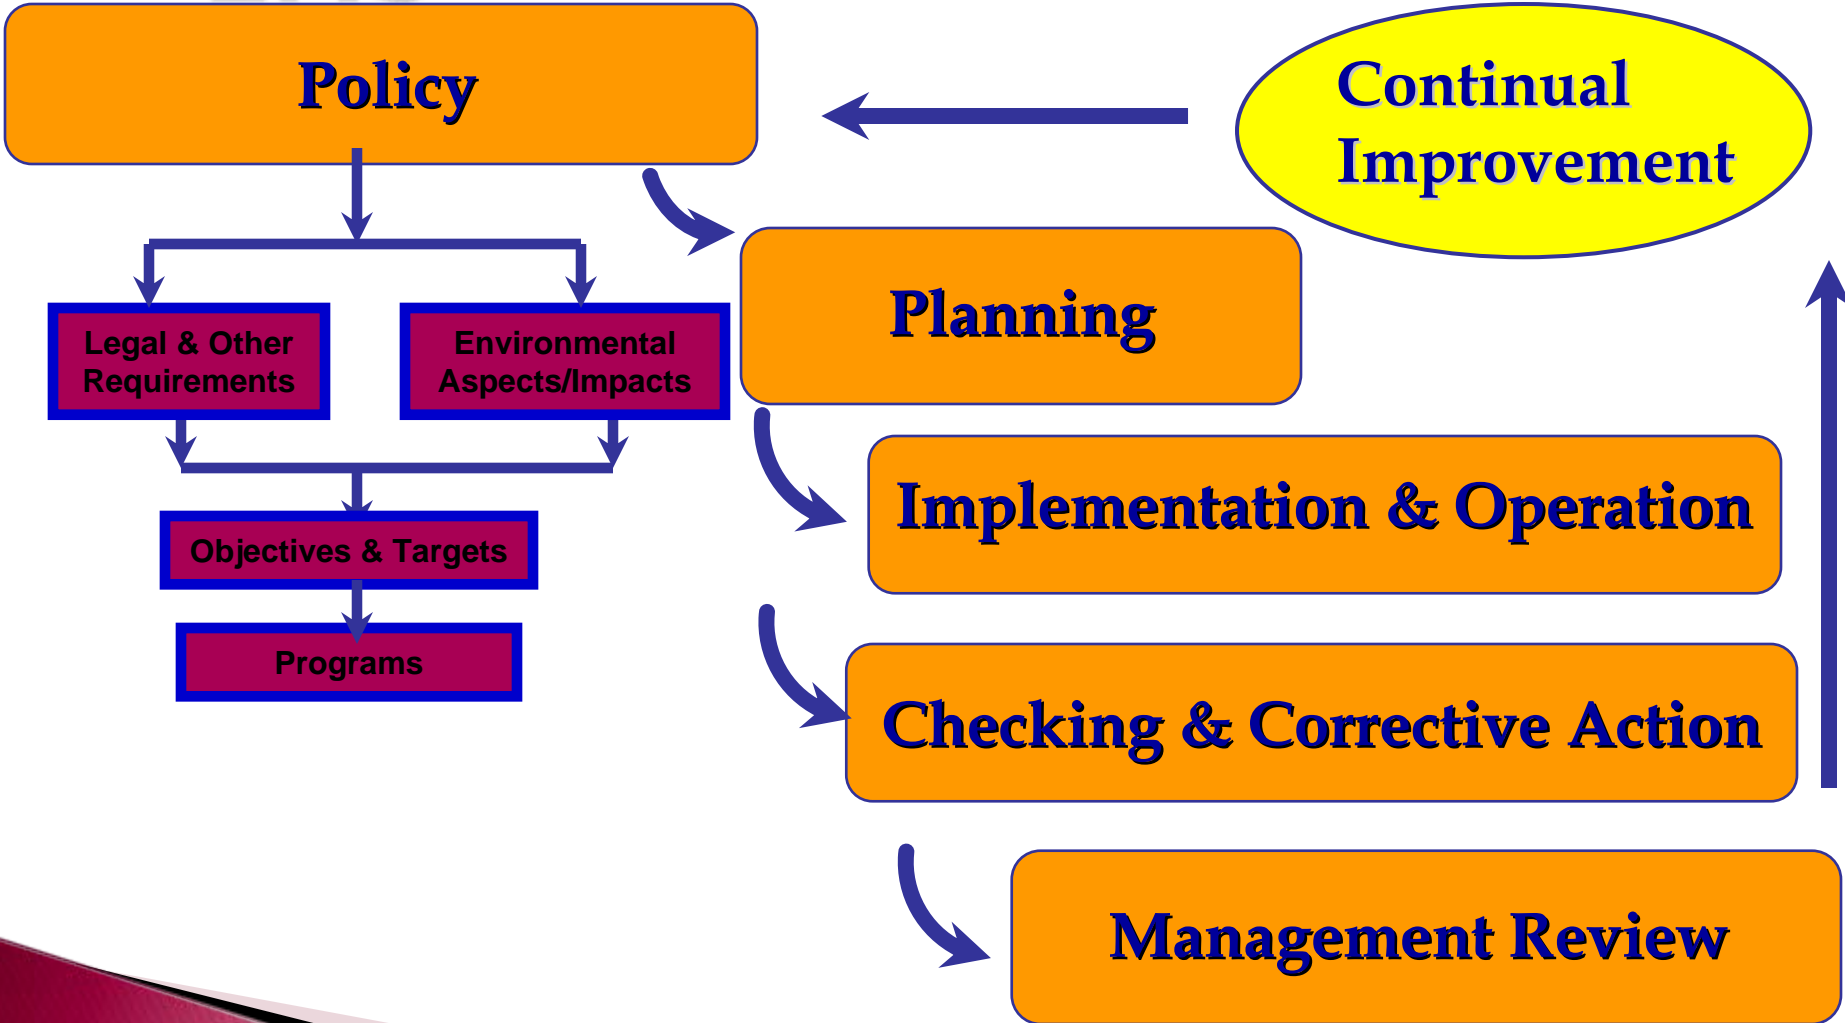 Policy
Continual
Improvement
Legal & Other
Requirements
Environmental
Aspects/Impacts
Planning
Objectives & Targets
Programs
Implementation & Operation
Checking & Corrective Action
Management Review